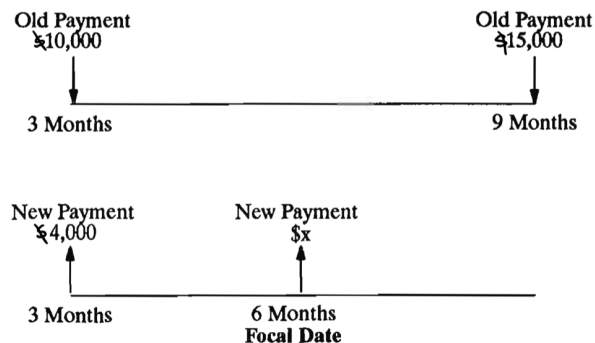 Old Payment
$10,000
Old Payment
$15,000
3 Months
9 Months
New Payment
$4,000
New Payment
$x
3 Months
6 Months
Focal Date